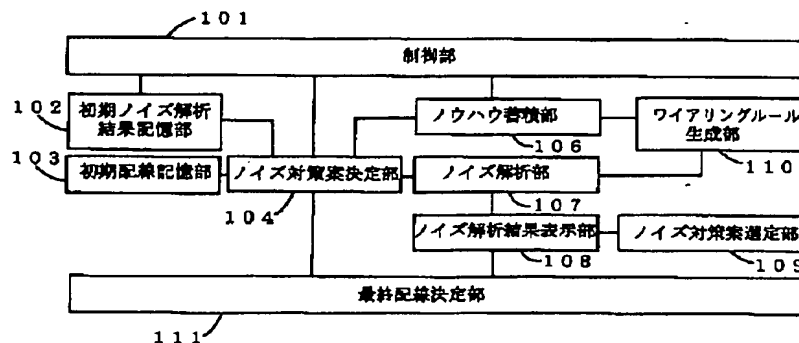 １０１
制御部
１０２
初期ノイズ解析
結果記憶部
ノウハウ蓄積部
ワイアリングルール
生成部
１０６
１１０
１０３
初期配線記憶部
ノイズ対策案決定部
ノイズ解析部
１０４
１０７
ノイズ解析結果表示部
ノイズ対策案選定部
１０８
１０９
最終配線決定部
１１１